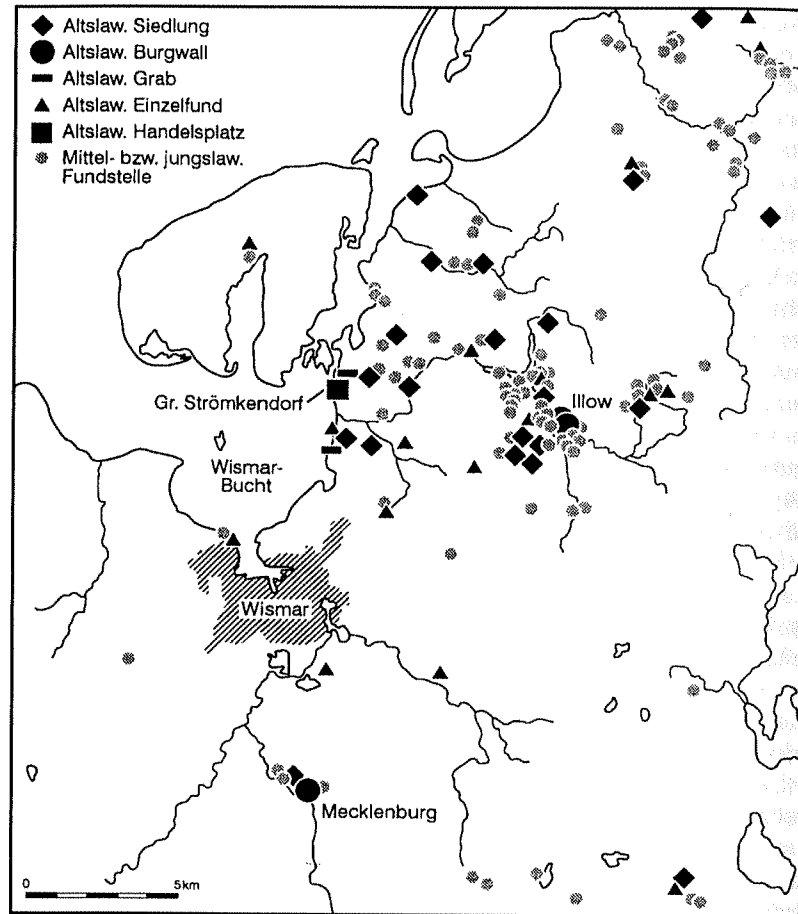 Altslaw. Siedlung
Altslaw. Burgwall
Altslaw. Grab
Altslaw. Einzelfund
Altslaw. Handelsplatz
Mittel- bzw. jungslaw.
Fundstelle
Gr. Strömkendorf
Illow
Wismar-
Bucht
Wismar
Mecklenburg
0
5km